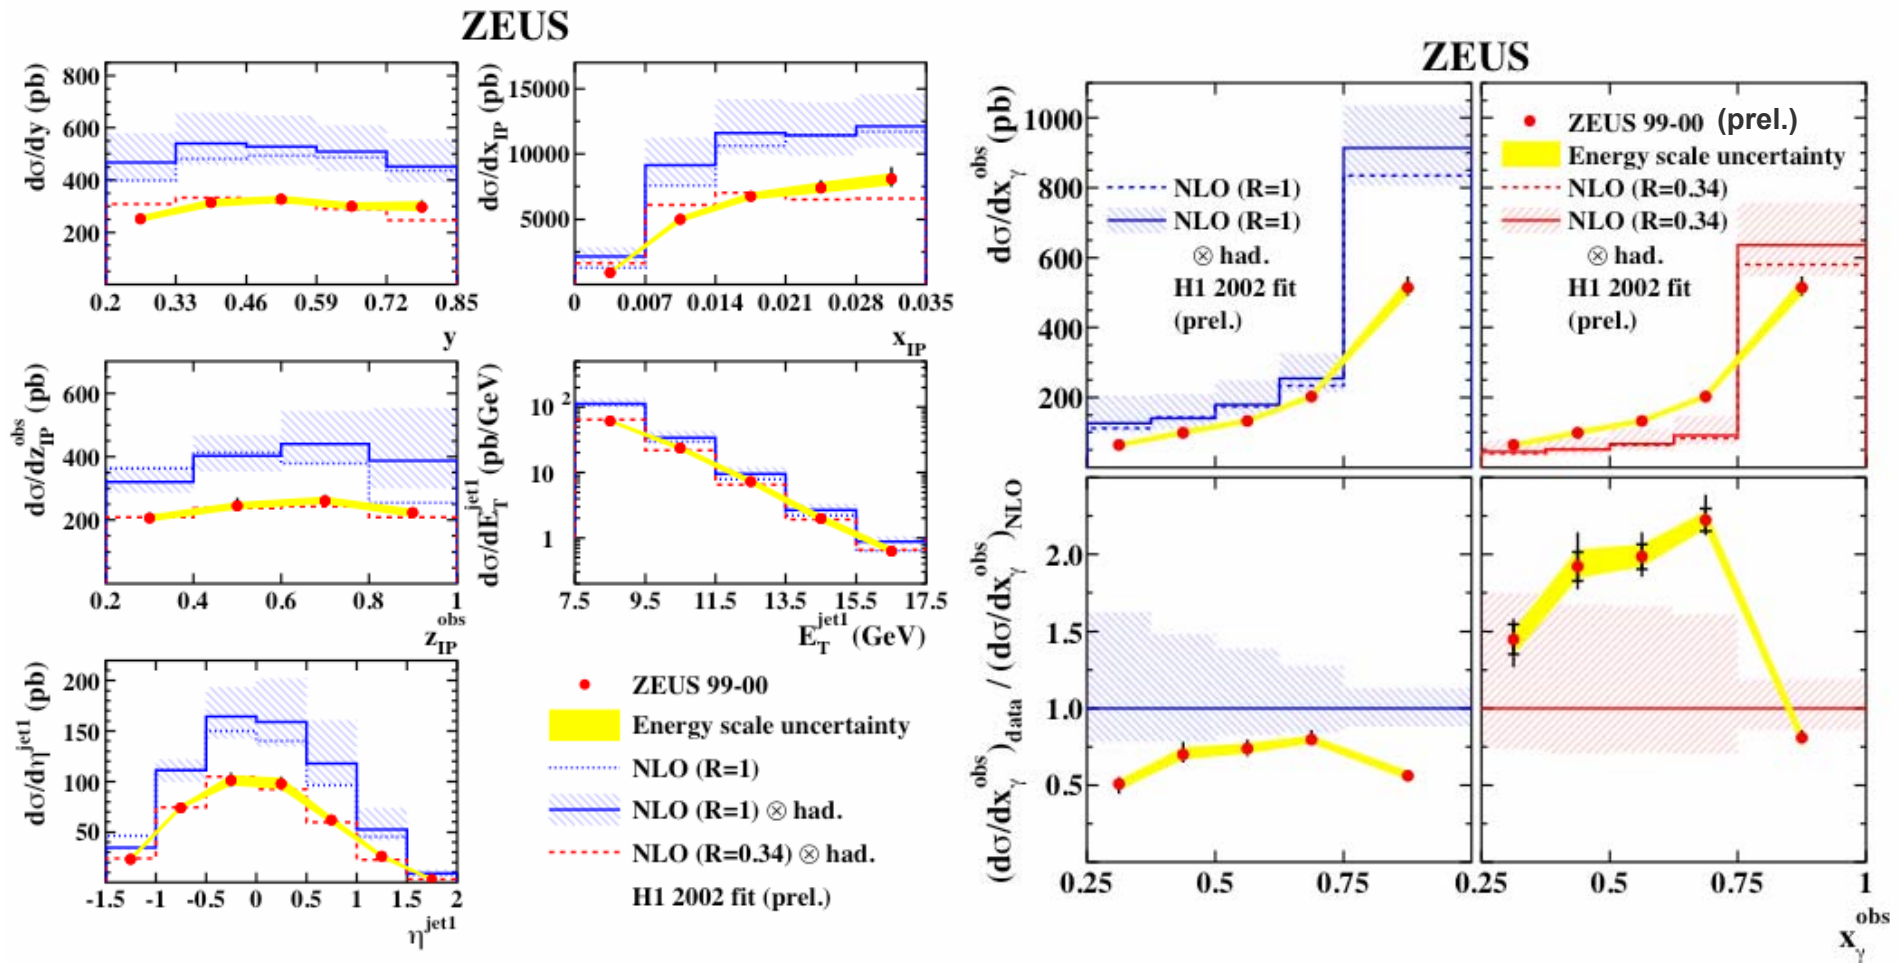 ZEUS
dσ/dy (pb)
800
600
400
200
0.2 0.33 0.46 0.59 0.72 0.85
y
dσ/dx_IP (pb)
15000
10000
5000
0 0.007 0.014 0.021 0.028 0.035
x_IP
dσ/dz_IP^obs (pb)
600
400
200
0.2 0.4 0.6 0.8 1
z_IP^obs
dσ/dE_T^jet1 (pb/GeV)
10^2
10
1
7.5 9.5 11.5 13.5 15.5 17.5
E_T^jet1 (GeV)
dσ/dη^jet1 (pb)
200
150
100
50
-1.5 -1 -0.5 0 0.5 1 1.5 2
η^jet1
ZEUS 99-00
Energy scale uncertainty
NLO (R=1)
NLO (R=1) ⊗ had.
NLO (R=0.34) ⊗ had.
H1 2002 fit (prel.)
ZEUS
dσ/dx_γ^obs (pb)
1000
800
600
400
200
NLO (R=1)
NLO (R=1)
⊗ had.
H1 2002 fit
(prel.)
ZEUS 99-00 (prel.)
Energy scale uncertainty
NLO (R=0.34)
NLO (R=0.34)
⊗ had.
H1 2002 fit
(prel.)
(dσ/dx_γ^obs)_data / (dσ/dx_γ^obs)_NLO
2.0
1.5
1.0
0.5
0.25 0.5 0.75 0.25 0.5 0.75 1
x_γ^obs